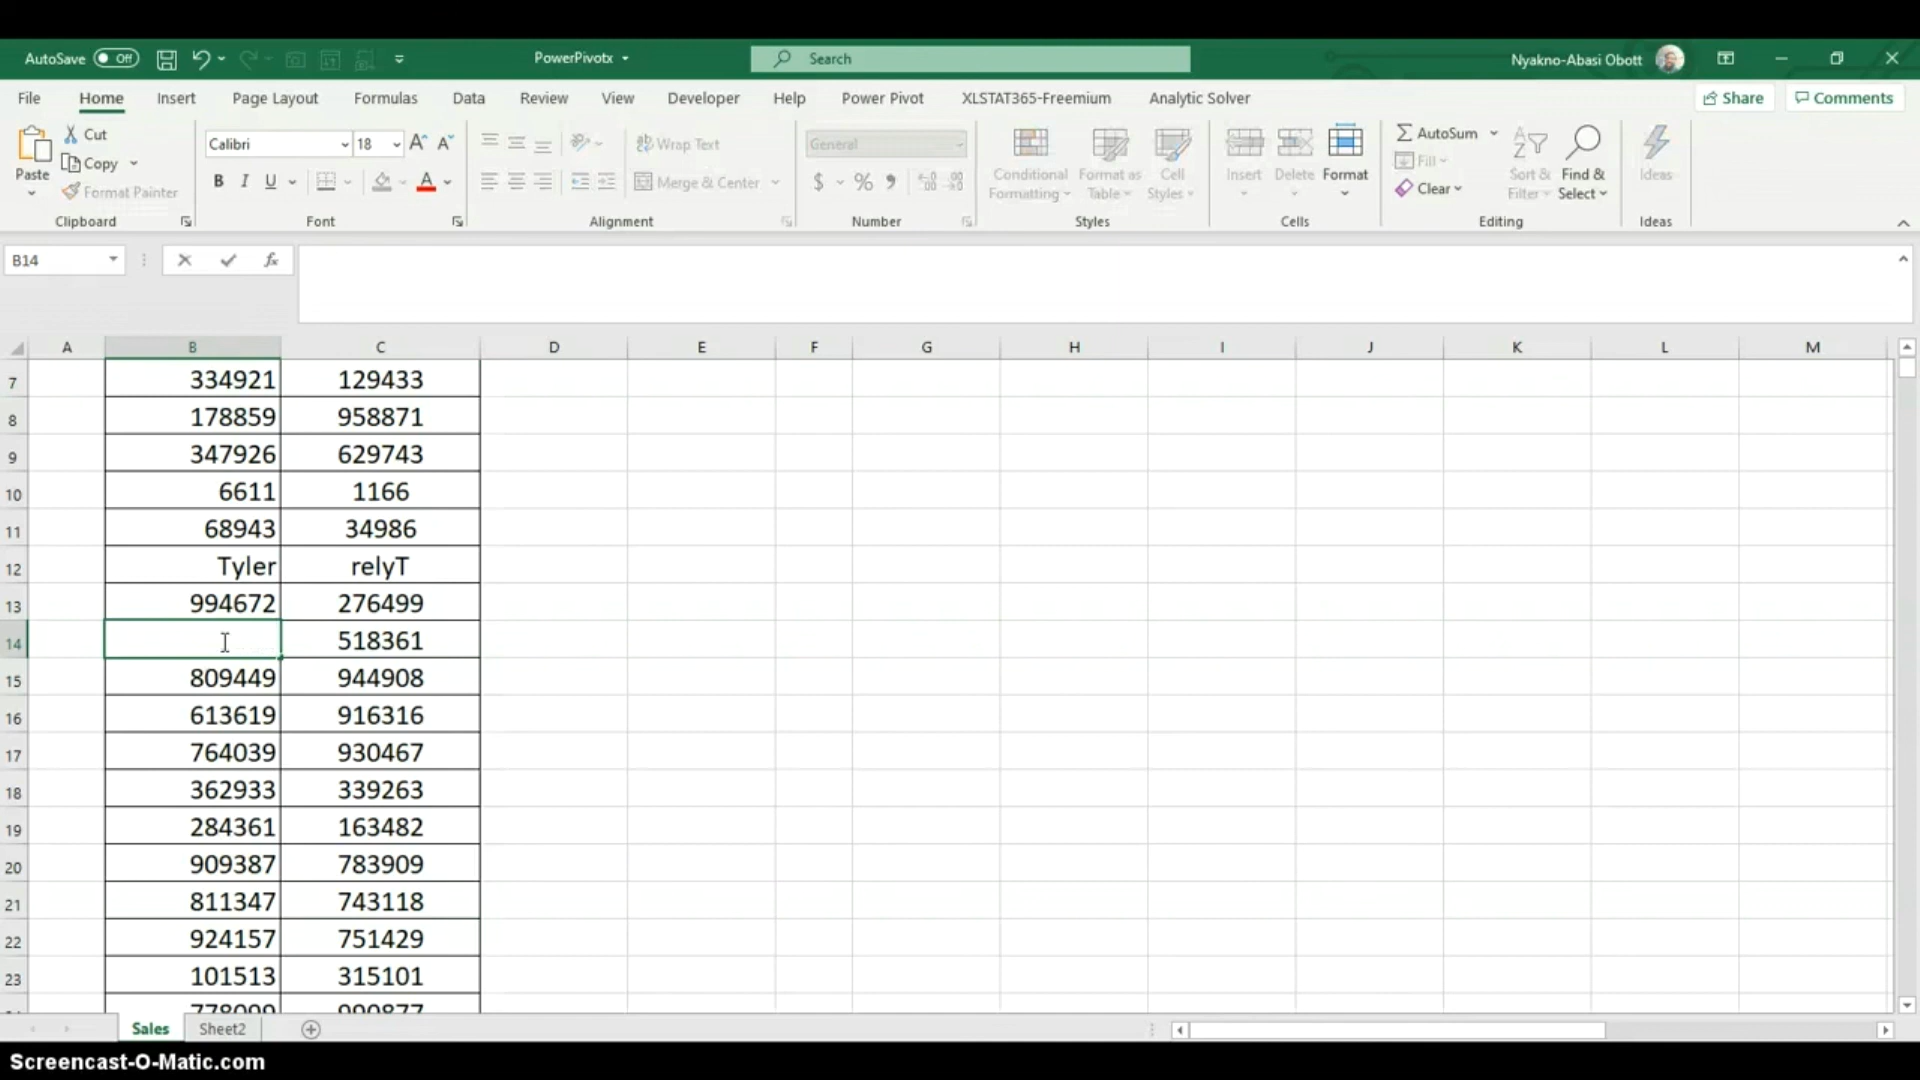 AutoSave Off PowerPivotx Search Nyakno-Abasi Obott
File Home Insert Page Layout Formulas Data Review View Developer Help Power Pivot XLSTAT365-Freemium Analytic Solver Share Comments
Paste Cut Copy Format Painter Clipboard
Calibri 18 A A B I U A Font
Wrap Text Merge & Center Alignment
General $ % , Number
Conditional Formatting Format as Table Cell Styles Styles
Insert Delete Format Cells
AutoSum Fill Clear Sort & Filter Find & Select Editing
Ideas Ideas
B14 fx
A B C D E F G H I J K L M
7 334921 129433
8 178859 958871
9 347926 629743
10 6611 1166
11 68943 34986
12 Tyler relyT
13 994672 276499
14 518361
15 809449 944908
16 613619 916316
17 764039 930467
18 362933 339263
19 284361 163482
20 909387 783909
21 811347 743118
22 924157 751429
23 101513 315101
Sales Sheet2
Screencast-O-Matic.com